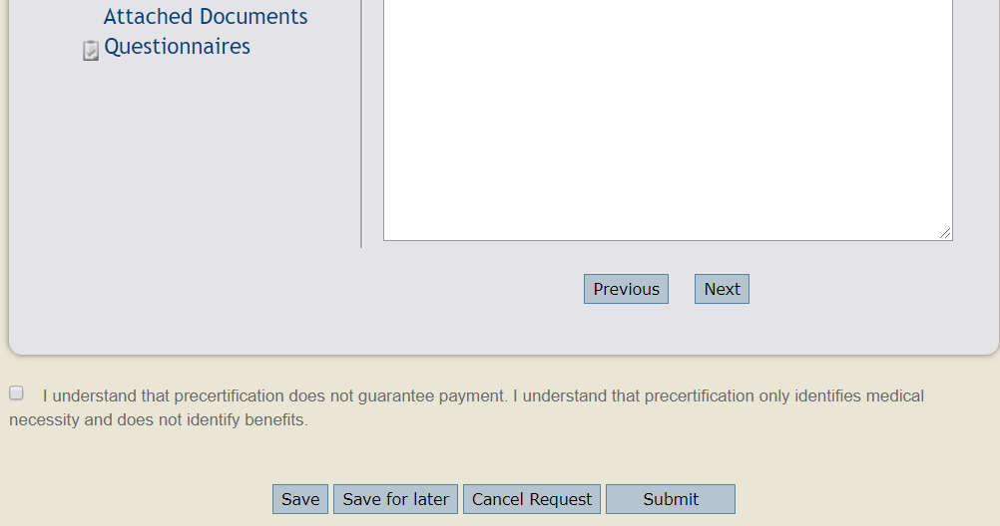 Attached Documents
Questionnaires
Previous
Next
I understand that precertification does not guarantee payment. I understand that precertification only identifies medical
necessity and does not identify benefits.
Save
Save for later
Cancel Request
Submit